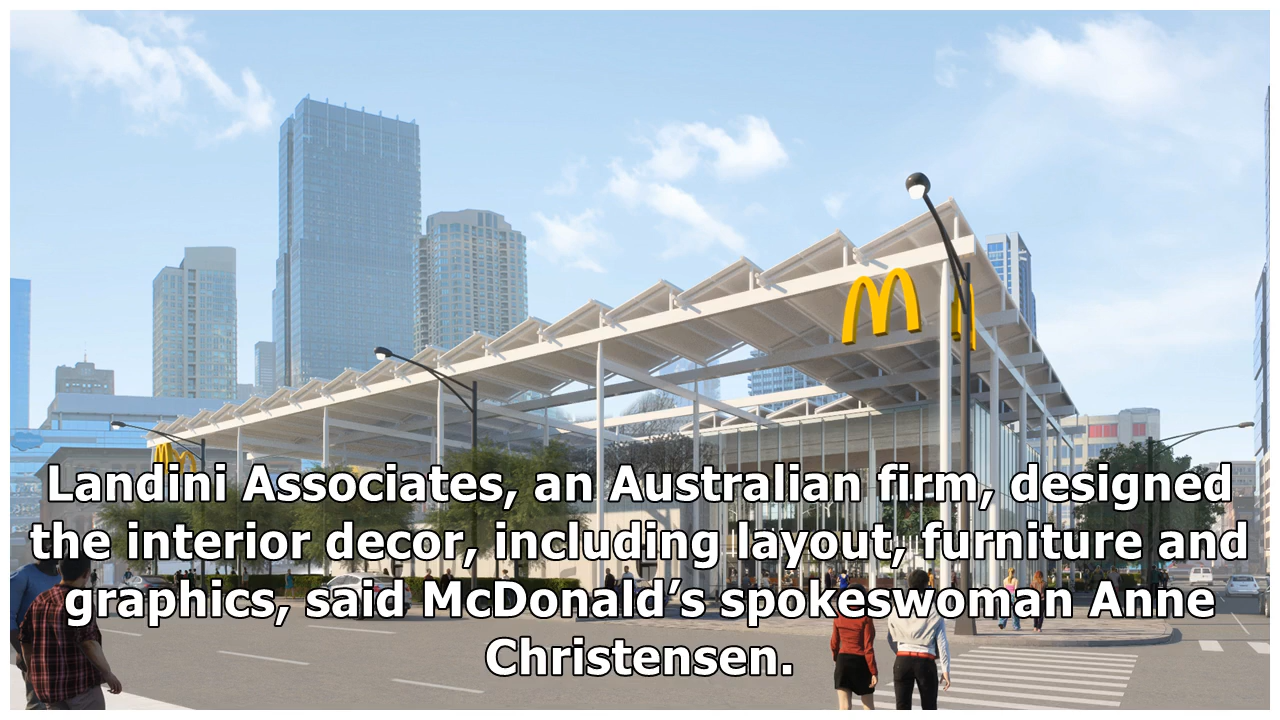 Landini Associates, an Australian firm, designed
the interior decor, including layout, furniture and
graphics, said McDonald’s spokeswoman Anne
Christensen.